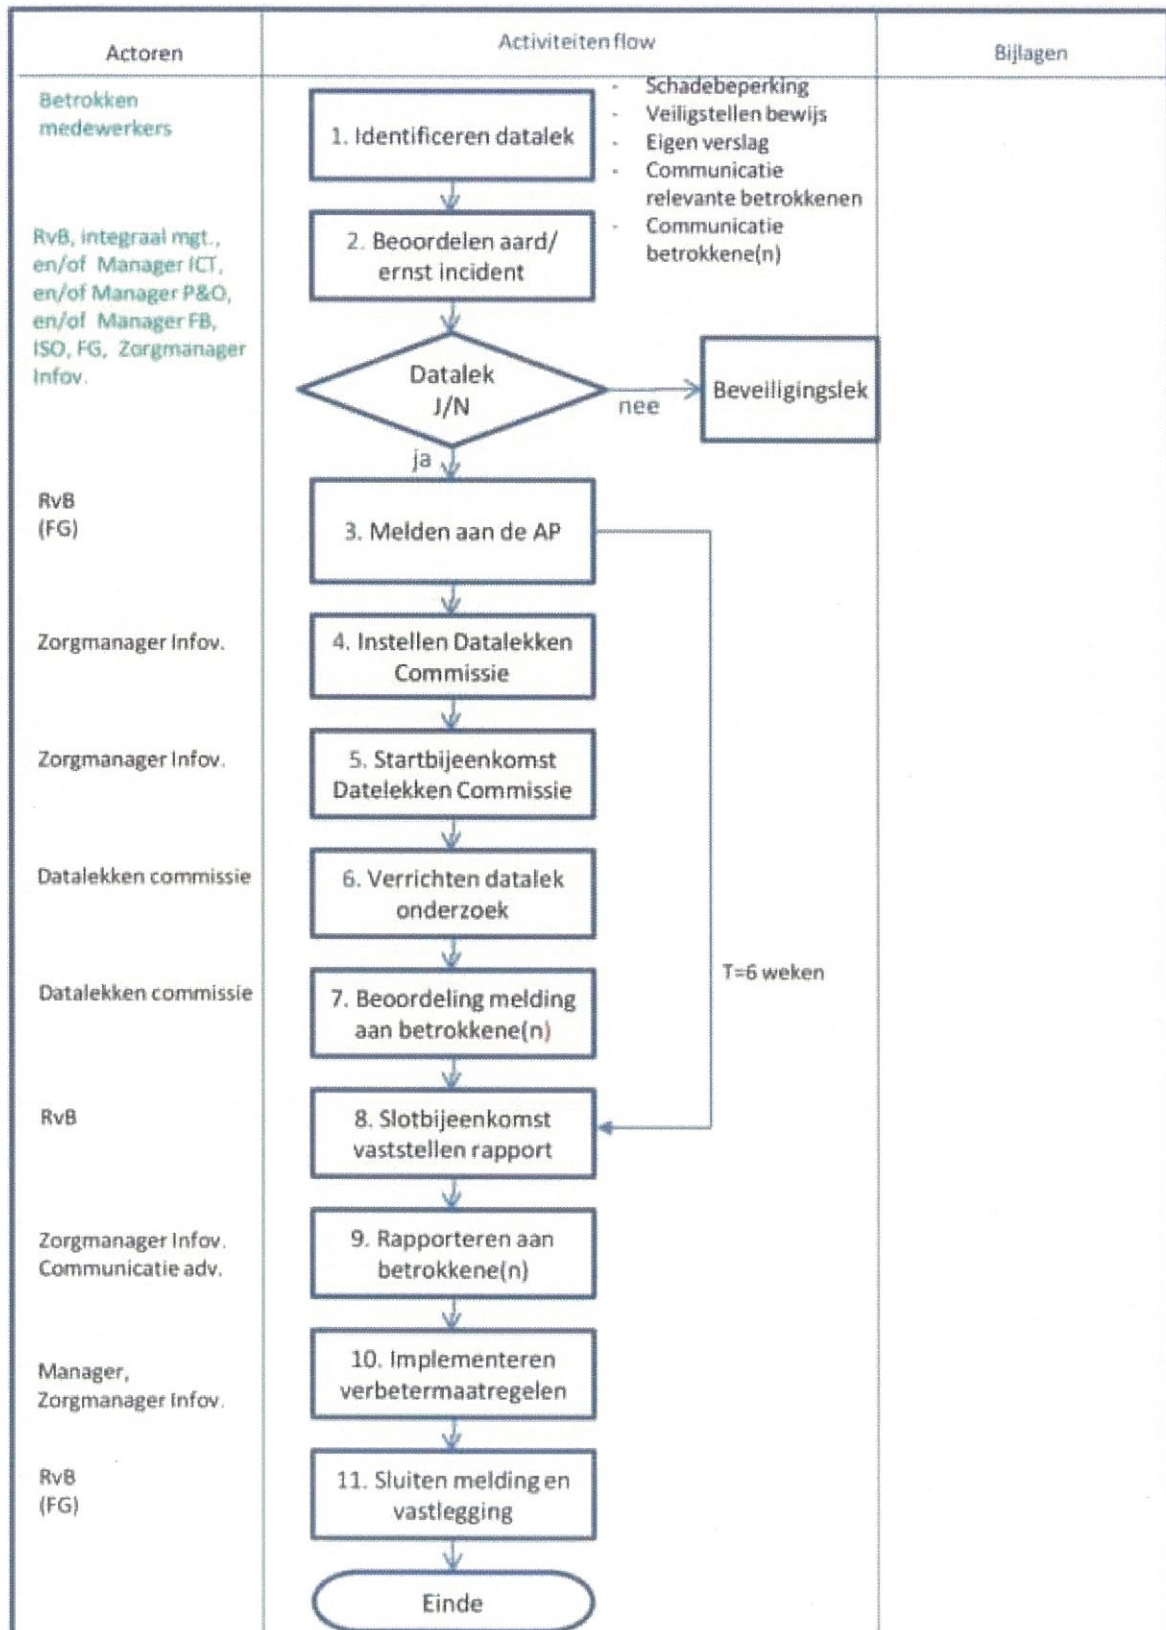 Actoren
Activiteiten flow
Bijlagen
Betrokken
medewerkers
1. Identificeren datalek
- Schadebeperking
- Veiligstellen bewijs
- Eigen verslag
- Communicatie
relevante betrokkenen
- Communicatie
betrokkene(n)
RvB, integraal mgt.,
en/of Manager ICT,
en/of Manager P&O,
en/of Manager FB,
ISO, FG, Zorgmanager
Infov.
2. Beoordelen aard/
ernst incident
Datalek
J/N
nee
Beveiligingslek
ja
RvB
(FG)
3. Melden aan de AP
Zorgmanager Infov.
4. Instellen Datalekken
Commissie
Zorgmanager Infov.
5. Startbijeenkomst
Datelekken Commissie
Datalekken commissie
6. Verrichten datalek
onderzoek
T=6 weken
Datalekken commissie
7. Beoordeling melding
aan betrokkene(n)
RvB
8. Slotbijeenkomst
vaststellen rapport
Zorgmanager Infov.
Communicatie adv.
9. Rapporteren aan
betrokkene(n)
Manager,
Zorgmanager Infov.
10. Implementeren
verbetermaatregelen
RvB
(FG)
11. Sluiten melding en
vastlegging
Einde